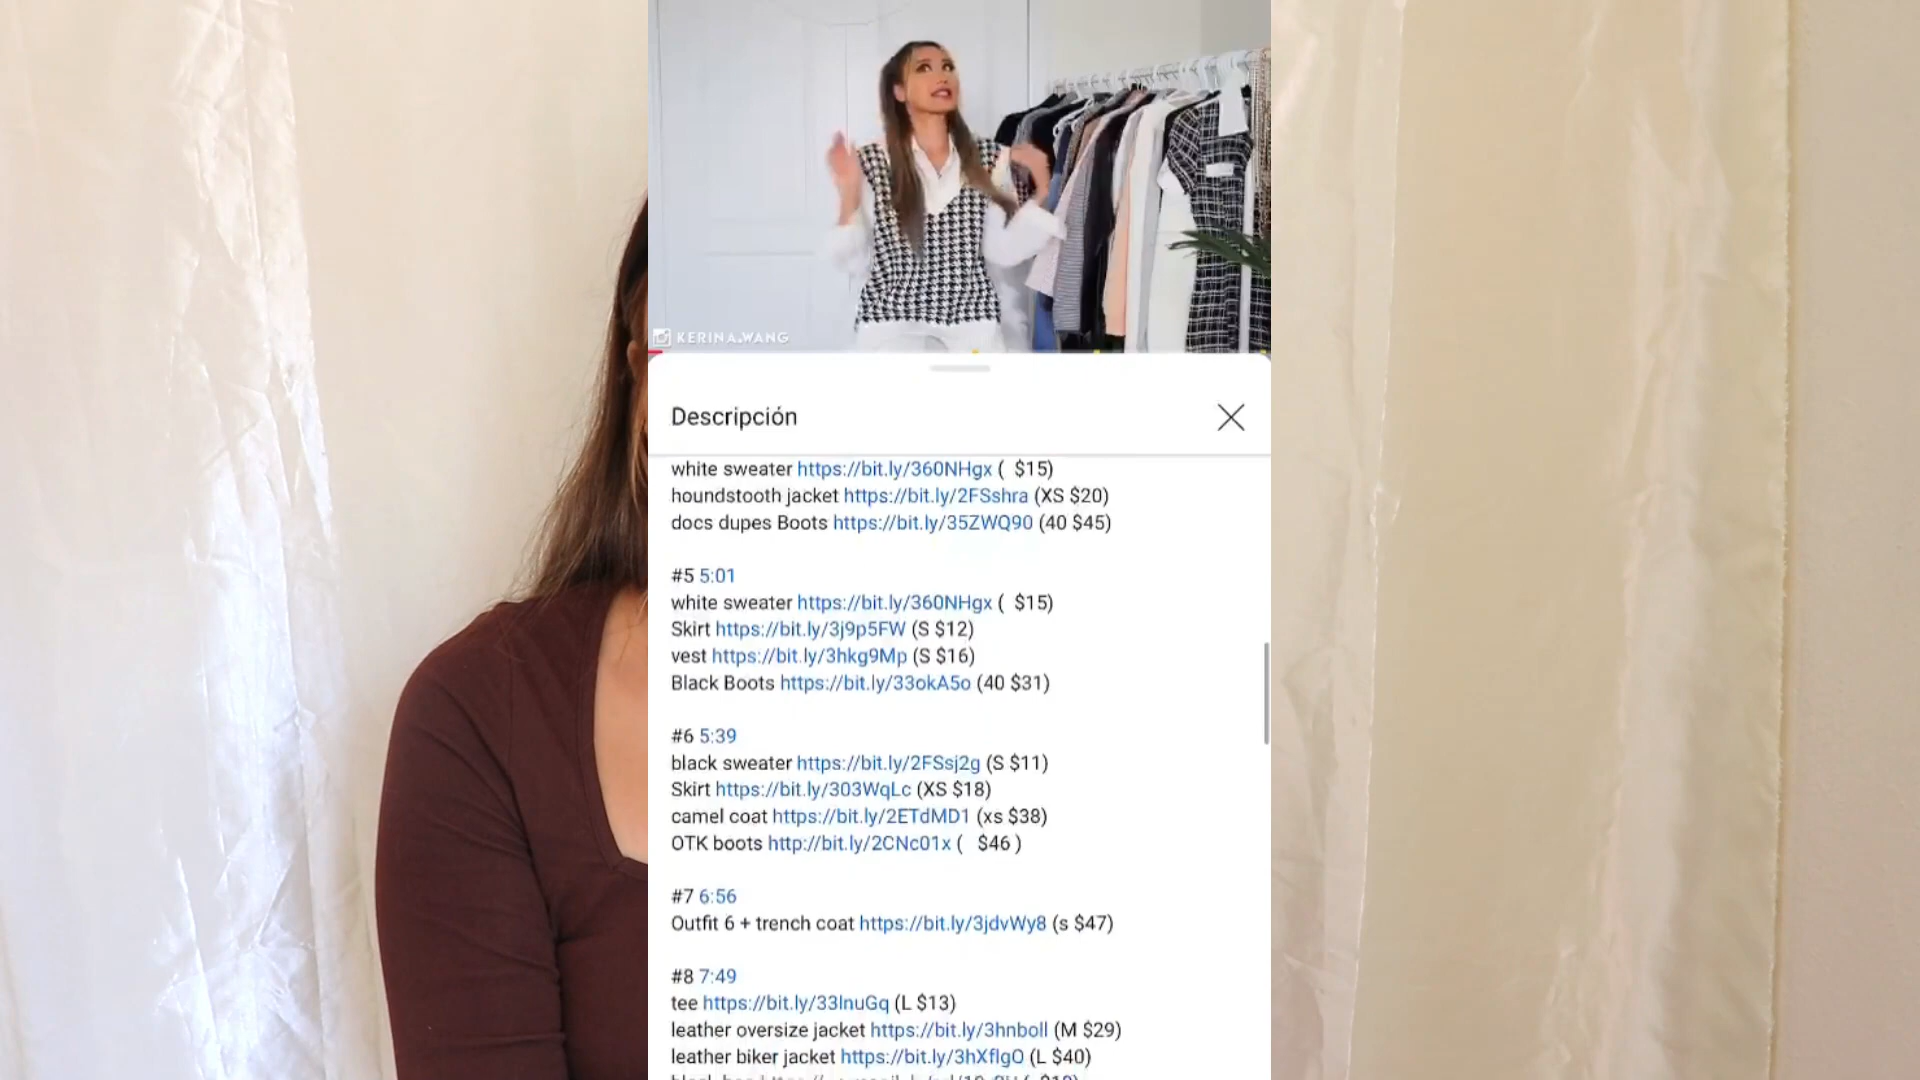 KERINA.WANG
Descripción
white sweater https://bit.ly/360NHgx (  $15)
houndstooth jacket https://bit.ly/2FSshra (XS $20)
docs dupes Boots https://bit.ly/35ZWQ90 (40 $45)
#5 5:01
white sweater https://bit.ly/360NHgx (  $15)
Skirt https://bit.ly/3j9p5FW (S $12)
vest https://bit.ly/3hkg9Mp (S $16)
Black Boots https://bit.ly/33okA5o (40 $31)
#6 5:39
black sweater https://bit.ly/2FSsj2g (S $11)
Skirt https://bit.ly/303WqLc (XS $18)
camel coat https://bit.ly/2ETdMD1 (xs $38)
OTK boots http://bit.ly/2CNc01x (  $46 )
#7 6:56
Outfit 6 + trench coat https://bit.ly/3jdvWy8 (s $47)
#8 7:49
tee https://bit.ly/33lnuGq (L $13)
leather oversize jacket https://bit.ly/3hnboll (M $29)
leather biker jacket https://bit.ly/3hXflgO (L $40)